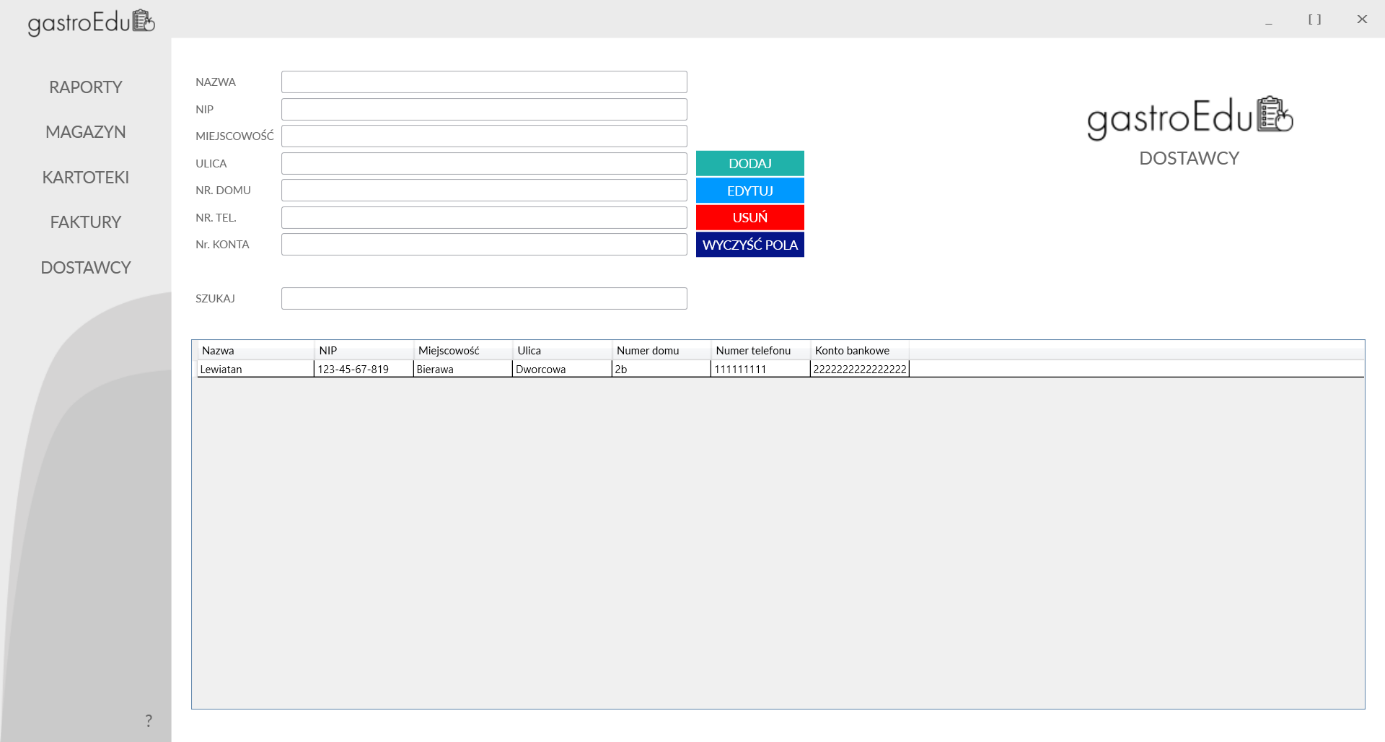 gastroEdu
_ [ ] ×
RAPORTY
MAGAZYN
KARTOTEKI
FAKTURY
DOSTAWCY
?
NAZWA
NIP
MIEJSCOWOŚĆ
ULICA
NR. DOMU
NR. TEL.
Nr. KONTA
DODAJ
EDYTUJ
USUŃ
WYCZYŚĆ POLA
gastroEdu
DOSTAWCY
SZUKAJ
Nazwa NIP Miejscowość Ulica Numer domu Numer telefonu Konto bankowe
Lewiatan 123-45-67-819 Bierawa Dworcowa 2b 111111111 2222222222222222